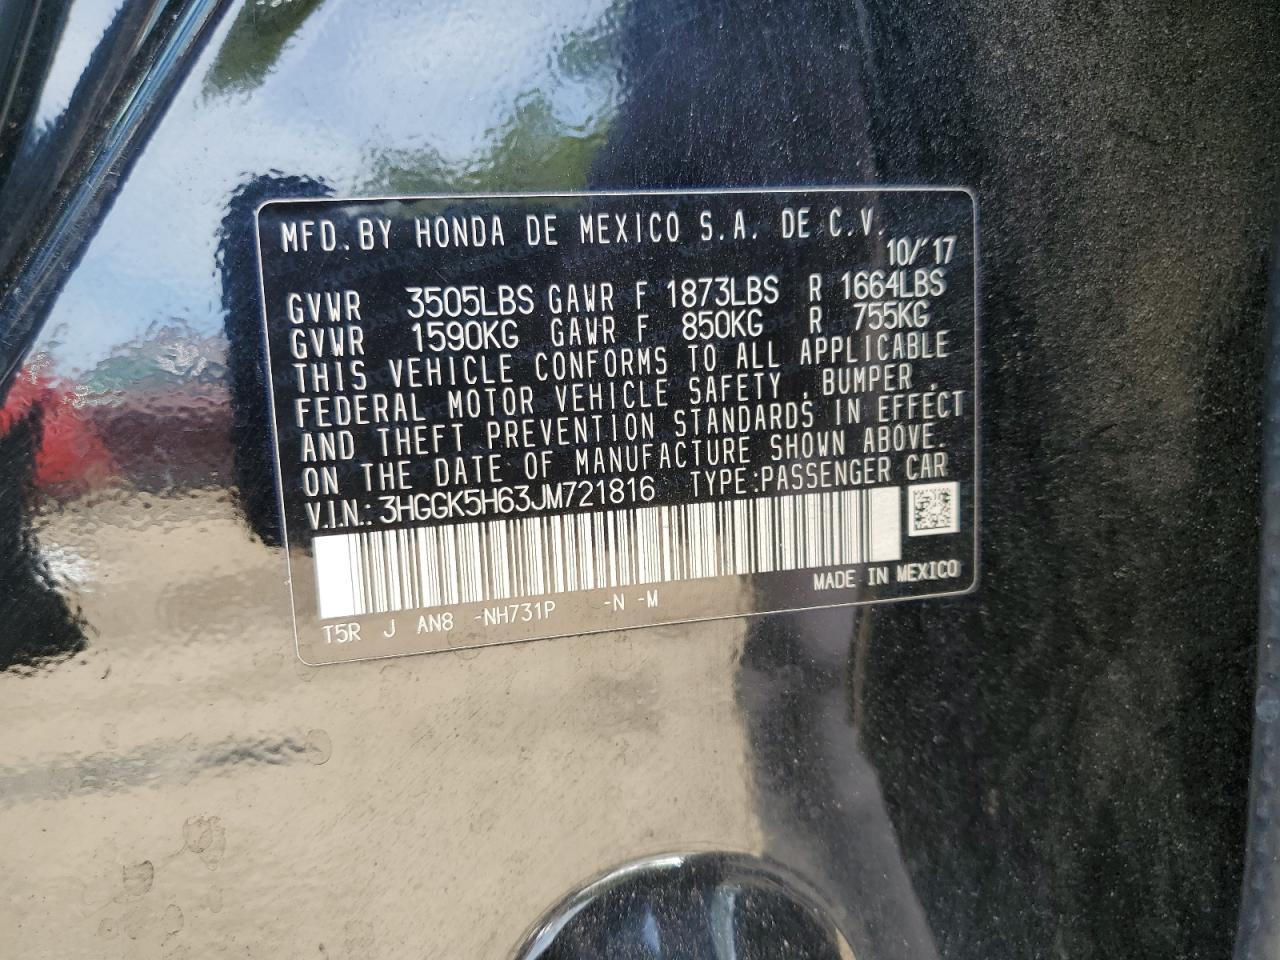 MFD. BY HONDA DE MEXICO S.A. DE C.V.
10/'17
GVWR 3505LBS GAWR F 1873LBS R 1664LBS
GVWR 1590KG GAWR F 850KG R 755KG
THIS VEHICLE CONFORMS TO ALL APPLICABLE
FEDERAL MOTOR VEHICLE SAFETY, BUMPER,
AND THEFT PREVENTION STANDARDS IN EFFECT
ON THE DATE OF MANUFACTURE SHOWN ABOVE.
V.I.N.: 3HGGK5H63JM721816 TYPE:PASSENGER CAR
MADE IN MEXICO
T5R J AN8 -NH731P -N -M